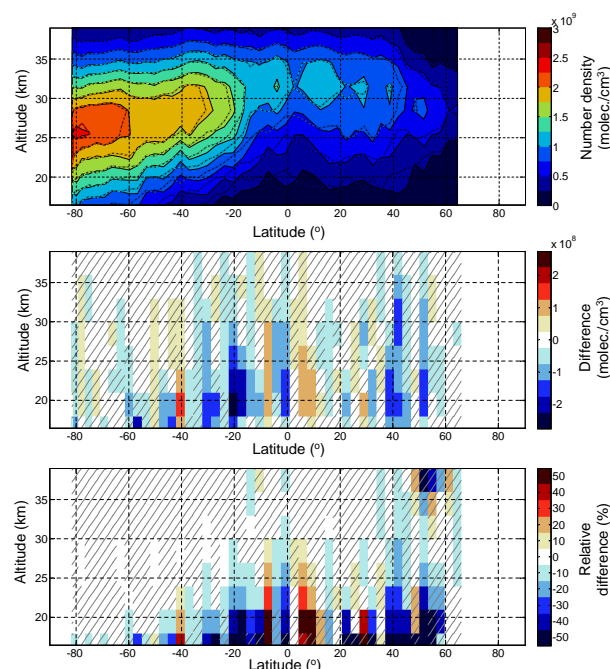 x 10⁹
Altitude (km)
35
30
25
20
-80 -60 -40 -20 0 20 40 60 80
Latitude (º)
3
2.5
2
1.5
1
0.5
0
Number density
(molec./cm³)
x 10⁸
Altitude (km)
35
30
25
20
-80 -60 -40 -20 0 20 40 60 80
Latitude (º)
2
1
0
-1
-2
Difference
(molec./cm³)
Altitude (km)
35
30
25
20
-80 -60 -40 -20 0 20 40 60 80
Latitude (º)
50
40
30
20
10
0
-10
-20
-30
-40
-50
Relative
difference (%)